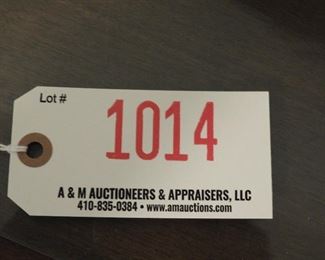 Lot #
1014
A & M AUCTIONEERS & APPRAISERS, LLC
410-835-0384 • www.amauctions.com